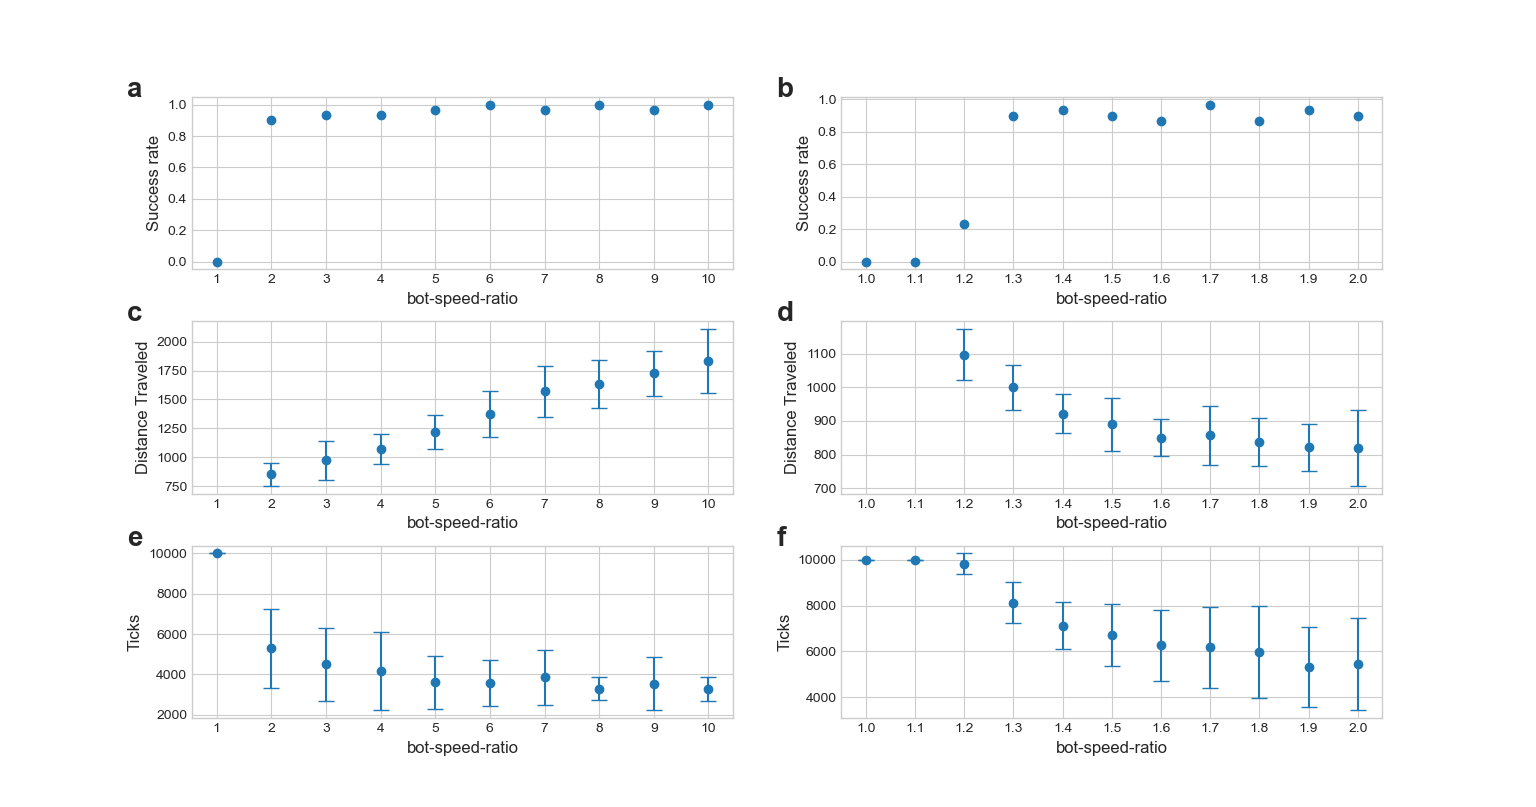 a
Success rate
1.0
0.8
0.6
0.4
0.2
0.0
1 2 3 4 5 6 7 8 9 10
bot-speed-ratio
b
Success rate
1.0
0.8
0.6
0.4
0.2
0.0
1.0 1.1 1.2 1.3 1.4 1.5 1.6 1.7 1.8 1.9 2.0
bot-speed-ratio
c
Distance Traveled
2000
1750
1500
1250
1000
750
1 2 3 4 5 6 7 8 9 10
bot-speed-ratio
d
Distance Traveled
1100
1000
900
800
700
1.0 1.1 1.2 1.3 1.4 1.5 1.6 1.7 1.8 1.9 2.0
bot-speed-ratio
e
Ticks
10000
8000
6000
4000
2000
1 2 3 4 5 6 7 8 9 10
bot-speed-ratio
f
Ticks
10000
8000
6000
4000
1.0 1.1 1.2 1.3 1.4 1.5 1.6 1.7 1.8 1.9 2.0
bot-speed-ratio